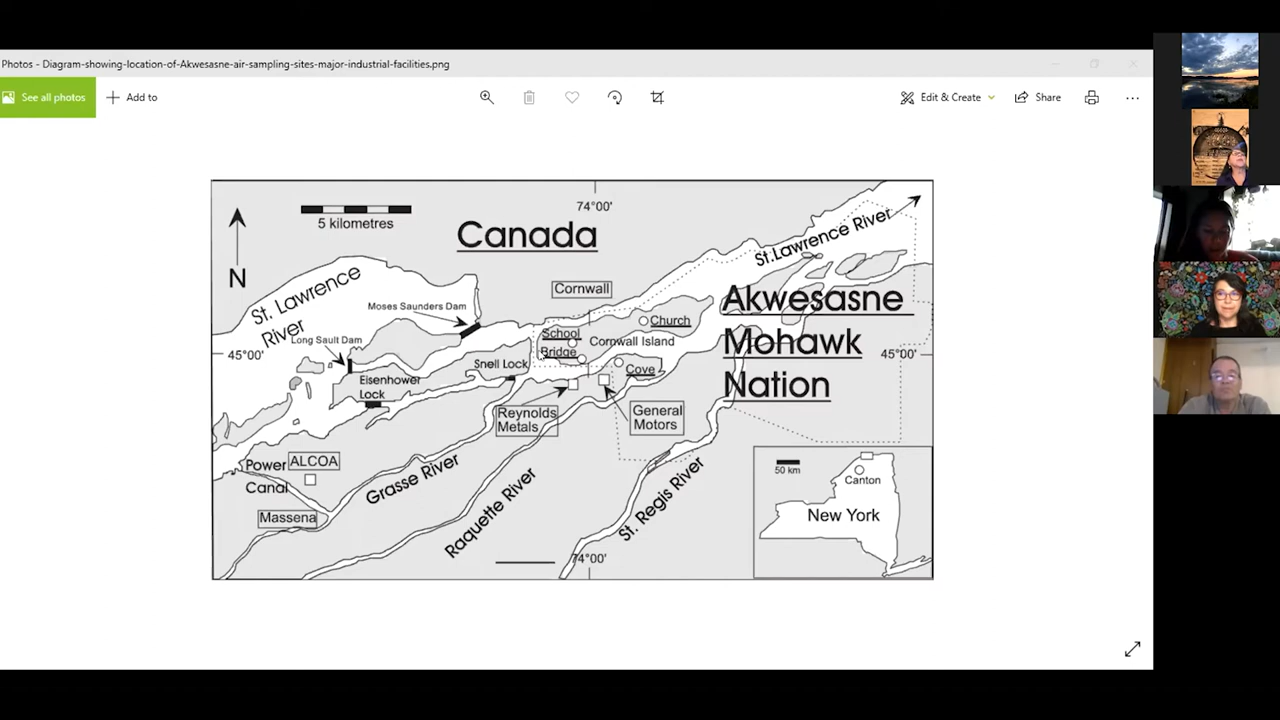 Photos - Diagram-showing-location-of-Akwesasne-air-sampling-sites-major-industrial-facilities.png
See all photos
Add to
Edit & Create
Share
74°00'
5 kilometres
Canada
N
St. Lawrence
River
St.Lawrence River
Moses Saunders Dam
Long Sault Dam
Cornwall
Church
School
Bridge
Cornwall Island
Akwesasne
Mohawk
Nation
45°00'
45°00'
Snell Lock
Cove
Eisenhower
Lock
Reynolds
Metals
General
Motors
Power
Canal
ALCOA
Massena
Grasse River
Raquette River
St. Regis River
74°00'
50 km
Canton
New York